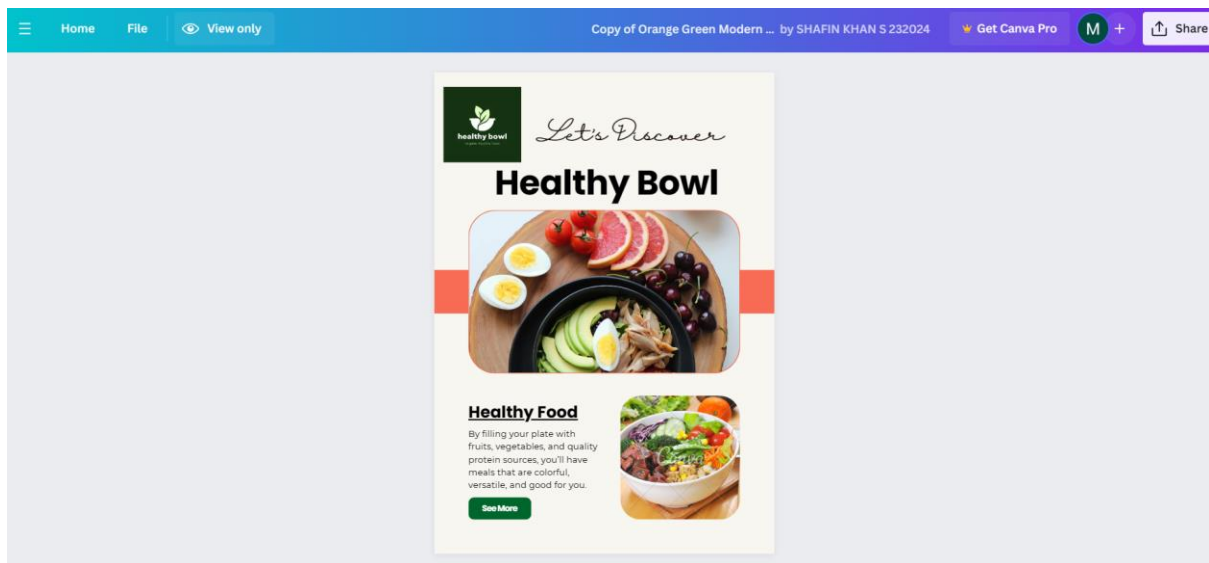 Home File View only Copy of Orange Green Modern ... by SHAFIN KHAN S 232024 Get Canva Pro M + Share
healthy bowl
Let's Discover
Healthy Bowl
Healthy Food
By filling your plate with
fruits, vegetables, and quality
protein sources, you'll have
meals that are colorful,
versatile, and good for you.
See More
Canva